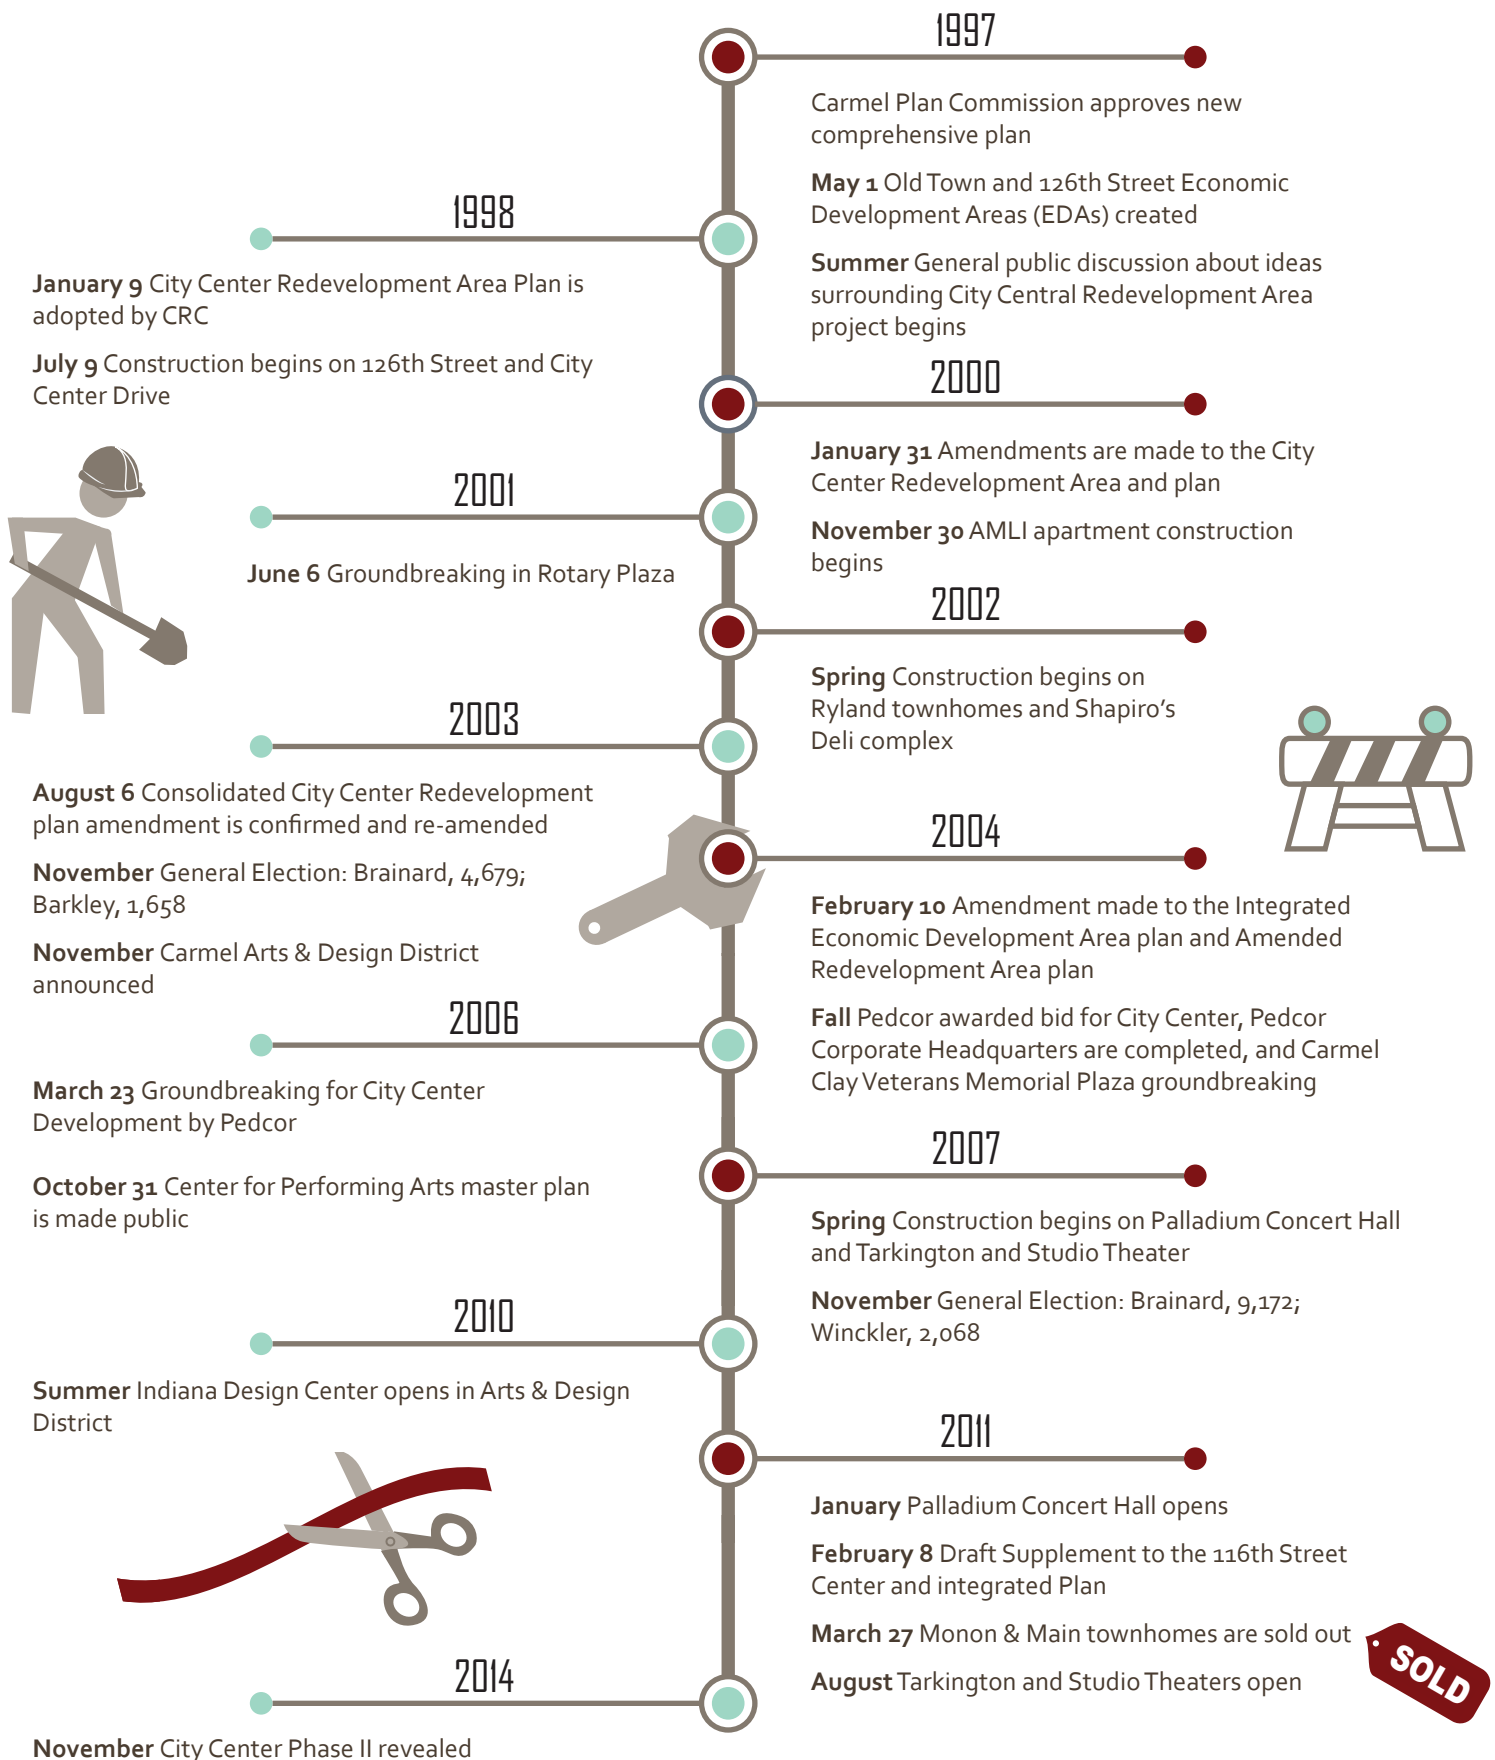 1997
Carmel Plan Commission approves new
comprehensive plan
May 1 Old Town and 126th Street Economic
Development Areas (EDAs) created
Summer General public discussion about ideas
surrounding City Central Redevelopment Area
project begins
1998
January 9 City Center Redevelopment Area Plan is
adopted by CRC
July 9 Construction begins on 126th Street and City
Center Drive
2000
January 31 Amendments are made to the City
Center Redevelopment Area and plan
November 30 AMLI apartment construction
begins
2001
June 6 Groundbreaking in Rotary Plaza
2002
Spring Construction begins on
Ryland townhomes and Shapiro’s
Deli complex
2003
August 6 Consolidated City Center Redevelopment
plan amendment is confirmed and re-amended
November General Election: Brainard, 4,679;
Barkley, 1,658
November Carmel Arts & Design District
announced
2004
February 10 Amendment made to the Integrated
Economic Development Area plan and Amended
Redevelopment Area plan
Fall Pedcor awarded bid for City Center, Pedcor
Corporate Headquarters are completed, and Carmel
Clay Veterans Memorial Plaza groundbreaking
2006
March 23 Groundbreaking for City Center
Development by Pedcor
October 31 Center for Performing Arts master plan
is made public
2007
Spring Construction begins on Palladium Concert Hall
and Tarkington and Studio Theater
November General Election: Brainard, 9,172;
Winckler, 2,068
2010
Summer Indiana Design Center opens in Arts & Design
District
2011
January Palladium Concert Hall opens
February 8 Draft Supplement to the 116th Street
Center and integrated Plan
March 27 Monon & Main townhomes are sold out
August Tarkington and Studio Theaters open
SOLD
2014
November City Center Phase II revealed